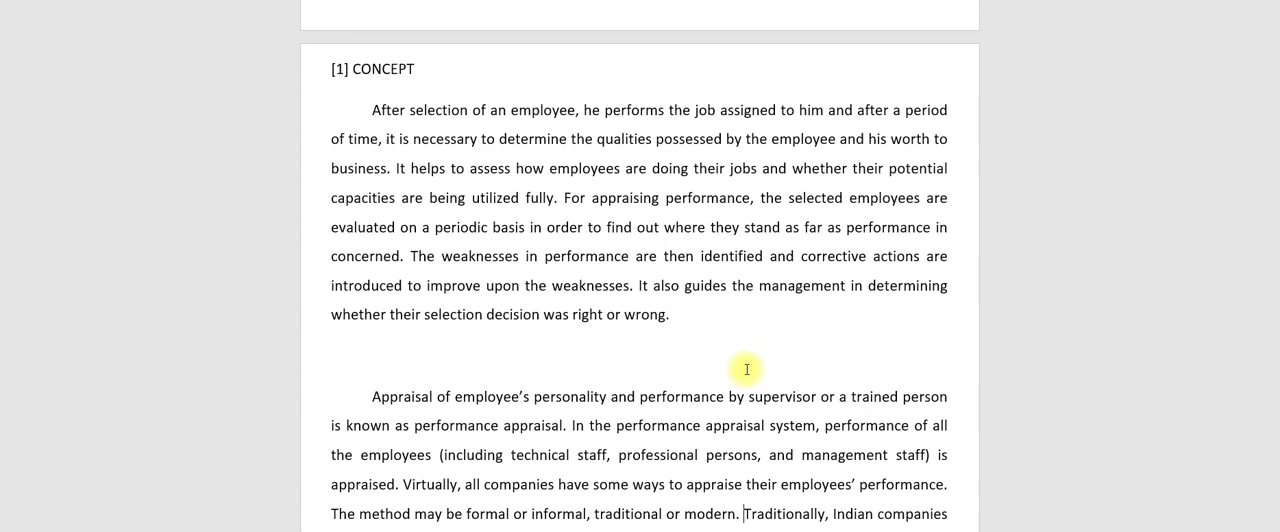 [1] CONCEPT
After selection of an employee, he performs the job assigned to him and after a period
of time, it is necessary to determine the qualities possessed by the employee and his worth to
business. It helps to assess how employees are doing their jobs and whether their potential
capacities are being utilized fully. For appraising performance, the selected employees are
evaluated on a periodic basis in order to find out where they stand as far as performance in
concerned. The weaknesses in performance are then identified and corrective actions are
introduced to improve upon the weaknesses. It also guides the management in determining
whether their selection decision was right or wrong.
Appraisal of employee’s personality and performance by supervisor or a trained person
is known as performance appraisal. In the performance appraisal system, performance of all
the employees (including technical staff, professional persons, and management staff) is
appraised. Virtually, all companies have some ways to appraise their employees’ performance.
The method may be formal or informal, traditional or modern. Traditionally, Indian companies